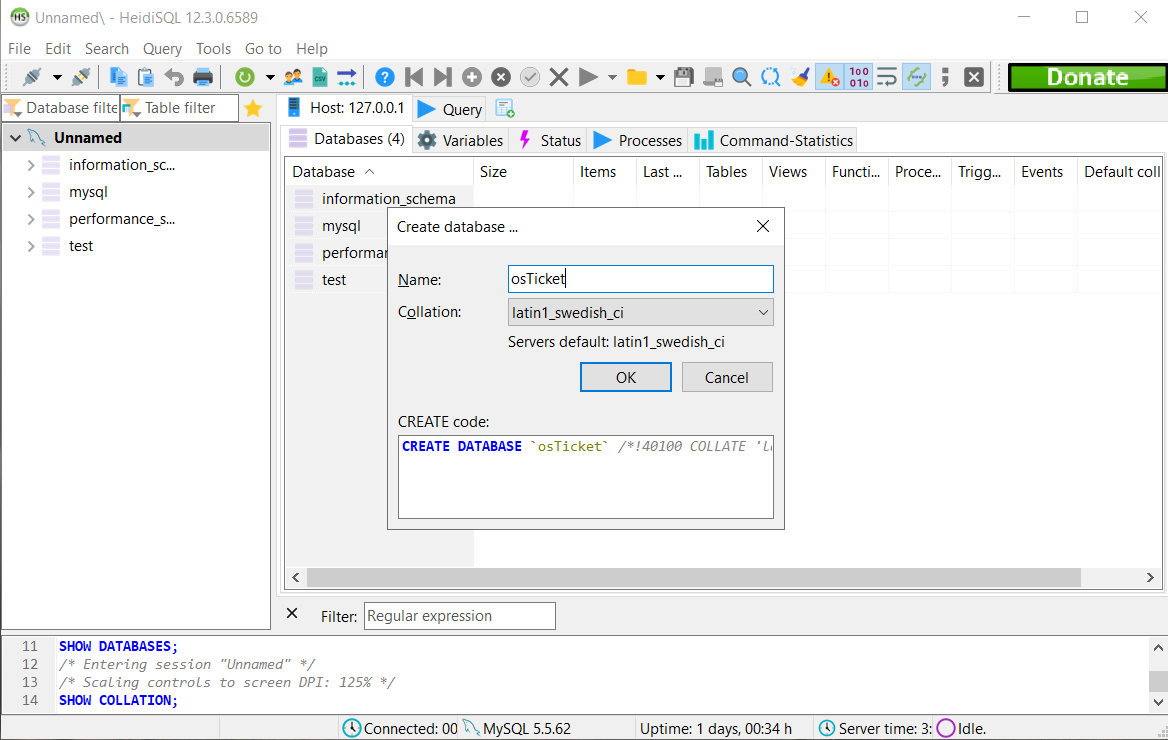 HS Unnamed\ - HeidiSQL 12.3.0.6589
File Edit Search Query Tools Go to Help
Donate
Database filte Table filter
Host: 127.0.0.1 Query
Unnamed
information_sc...
mysql
performance_s...
test
Databases (4) Variables Status Processes Command-Statistics
Database Size Items Last ... Tables Views Functi... Proce... Trigg... Events Default coll
information_schema
mysql
performan
test
Create database ...
Name: osTicket
Collation: latin1_swedish_ci
Servers default: latin1_swedish_ci
OK Cancel
CREATE code:
CREATE DATABASE `osTicket` /*!40100 COLLATE 'la
Filter: Regular expression
11 SHOW DATABASES;
12 /* Entering session "Unnamed" */
13 /* Scaling controls to screen DPI: 125% */
14 SHOW COLLATION;
Connected: 00 MySQL 5.5.62 Uptime: 1 days, 00:34 h Server time: 3: Idle.